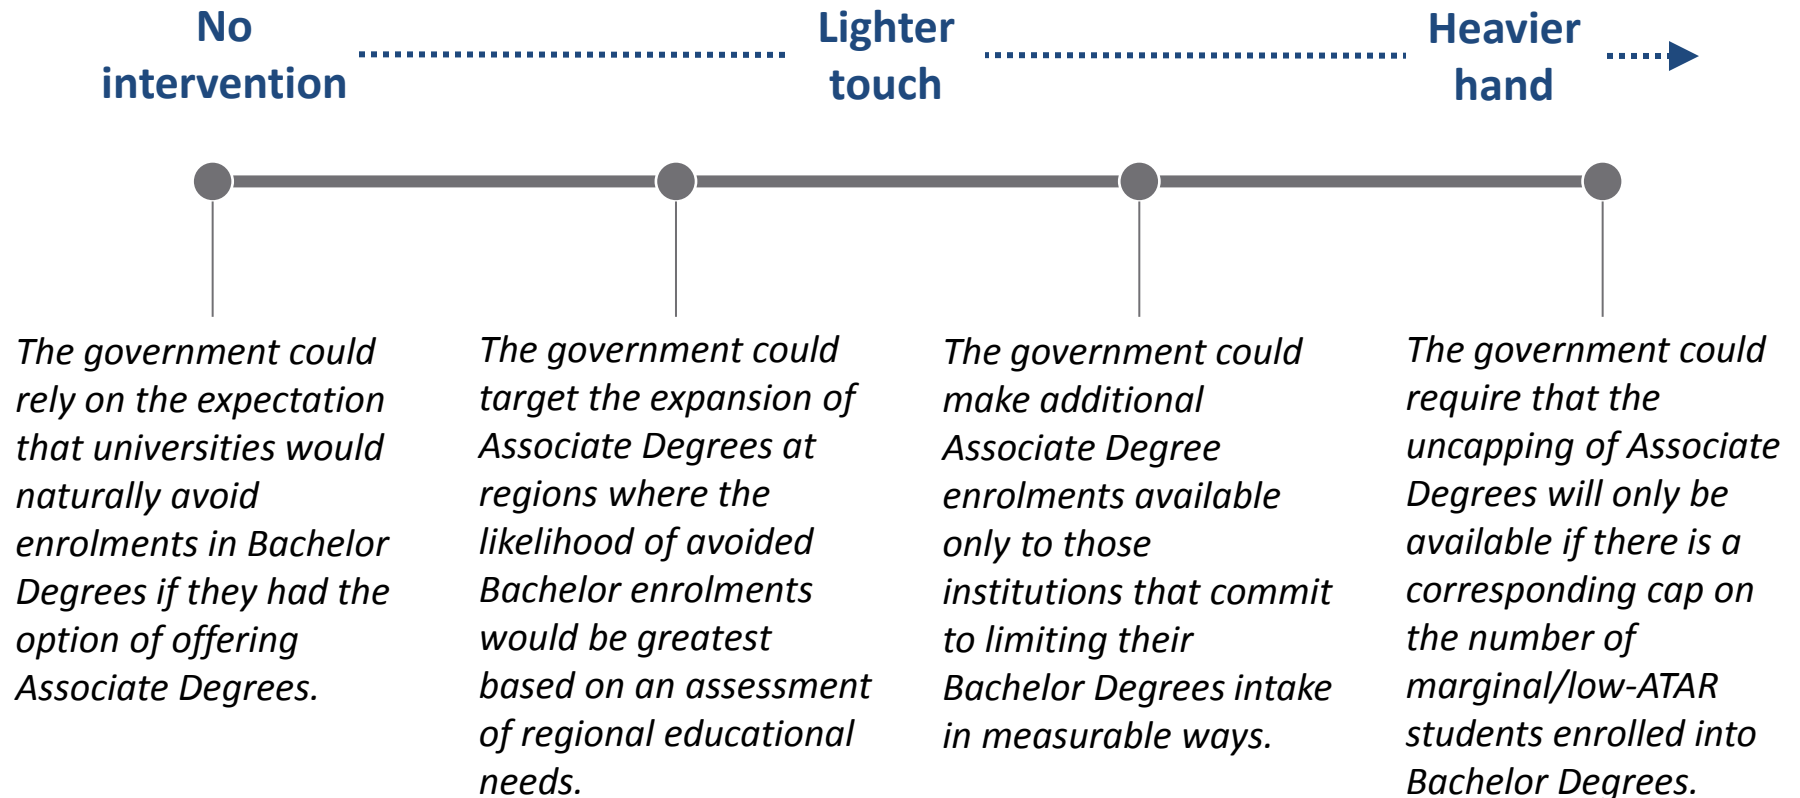 No
intervention
Lighter
touch
Heavier
hand
The government could
rely on the expectation
that universities would
naturally avoid
enrolments in Bachelor
Degrees if they had the
option of offering
Associate Degrees.
The government could
target the expansion of
Associate Degrees at
regions where the
likelihood of avoided
Bachelor enrolments
would be greatest
based on an assessment
of regional educational
needs.
The government could
make additional
Associate Degree
enrolments available
only to those
institutions that commit
to limiting their
Bachelor Degrees intake
in measurable ways.
The government could
require that the
uncapping of Associate
Degrees will only be
available if there is a
corresponding cap on
the number of
marginal/low-ATAR
students enrolled into
Bachelor Degrees.